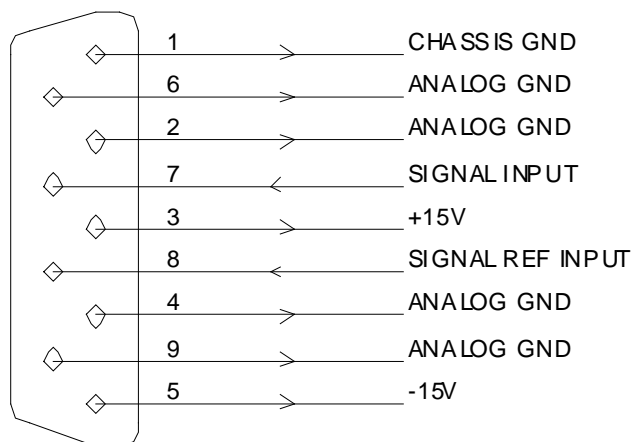 1 CHASSIS GND
6 ANALOG GND
2 ANALOG GND
7 SIGNAL INPUT
3 +15V
8 SIGNAL REF INPUT
4 ANALOG GND
9 ANALOG GND
5 -15V